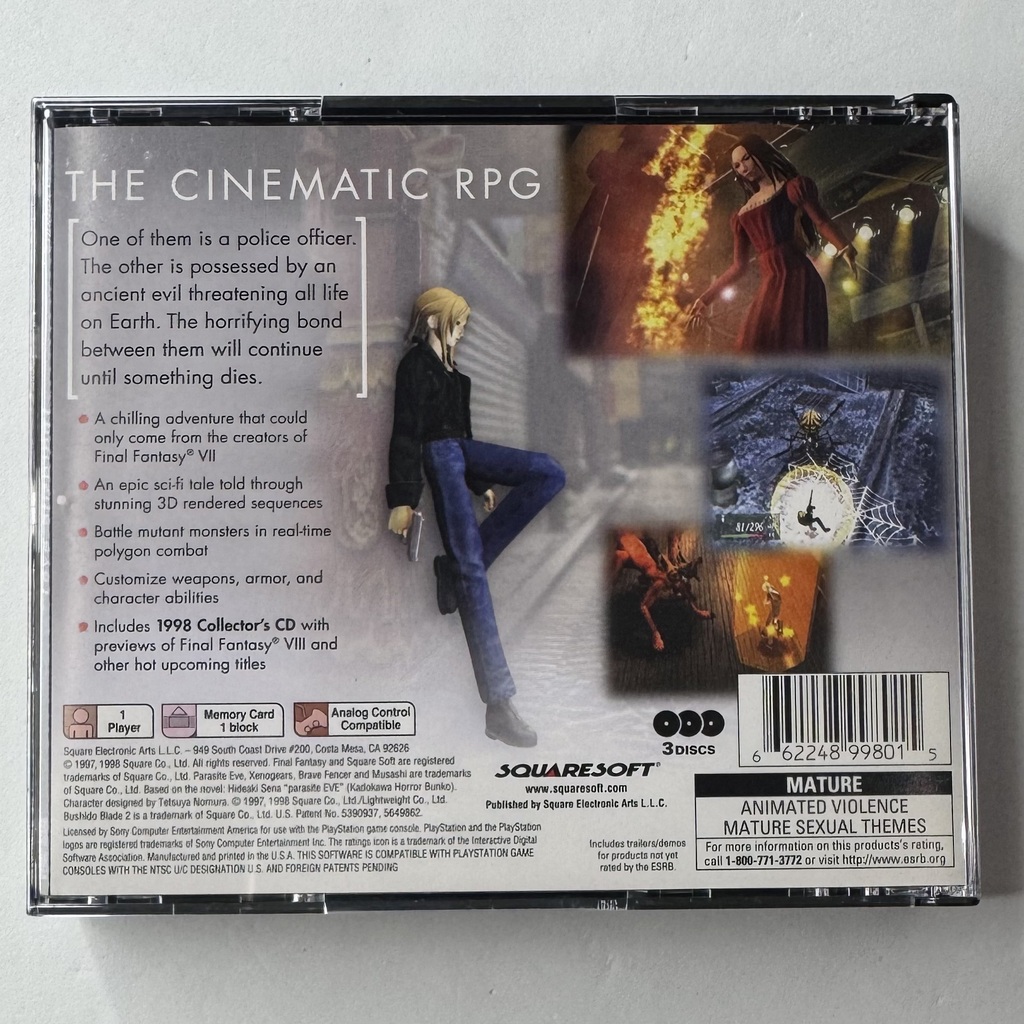 THE CINEMATIC RPG
One of them is a police officer.
The other is possessed by an
ancient evil threatening all life
on Earth. The horrifying bond
between them will continue
until something dies.
A chilling adventure that could
only come from the creators of
Final Fantasy® VII
An epic sci-fi tale told through
stunning 3D rendered sequences
Battle mutant monsters in real-time
polygon combat
Customize weapons, armor, and
character abilities
Includes 1998 Collector's CD with
previews of Final Fantasy® VIII and
other hot upcoming titles
81/296
1
Player
Memory Card
1 block
Analog Control
Compatible
Square Electronic Arts L.L.C. – 949 South Coast Drive #200, Costa Mesa, CA 92626
© 1997, 1998 Square Co., Ltd. All rights reserved. Final Fantasy and Square Soft are registered
trademarks of Square Co., Ltd. Parasite Eve, Xenogears, Brave Fencer and Musashi are trademarks
of Square Co., Ltd. Based on the novel: Hideaki Sena "parasite EVE" (Kadokawa Horror Bunko).
Character designed by Tetsuya Nomura. © 1997, 1998 Square Co., Ltd./Lightweight Co., Ltd.
Bushido Blade 2 is a trademark of Square Co., Ltd. U.S. Patent No. 5390937, 5649862.
Licensed by Sony Computer Entertainment America for use with the PlayStation game console. PlayStation and the PlayStation
logos are registered trademarks of Sony Computer Entertainment Inc. The ratings icon is a trademark of the Interactive Digital
Software Association. Manufactured and printed in the U.S.A. THIS SOFTWARE IS COMPATIBLE WITH PLAYSTATION GAME
CONSOLES WITH THE NTSC U/C DESIGNATION U.S. AND FOREIGN PATENTS PENDING
3 DISCS
SQUARESOFT®
www.squaresoft.com
Published by Square Electronic Arts L.L.C.
Includes trailers/demos
for products not yet
rated by the ESRB.
6 62248 99801 5
MATURE
ANIMATED VIOLENCE
MATURE SEXUAL THEMES
For more information on this products's rating,
call 1-800-771-3772 or visit http://www.esrb.org